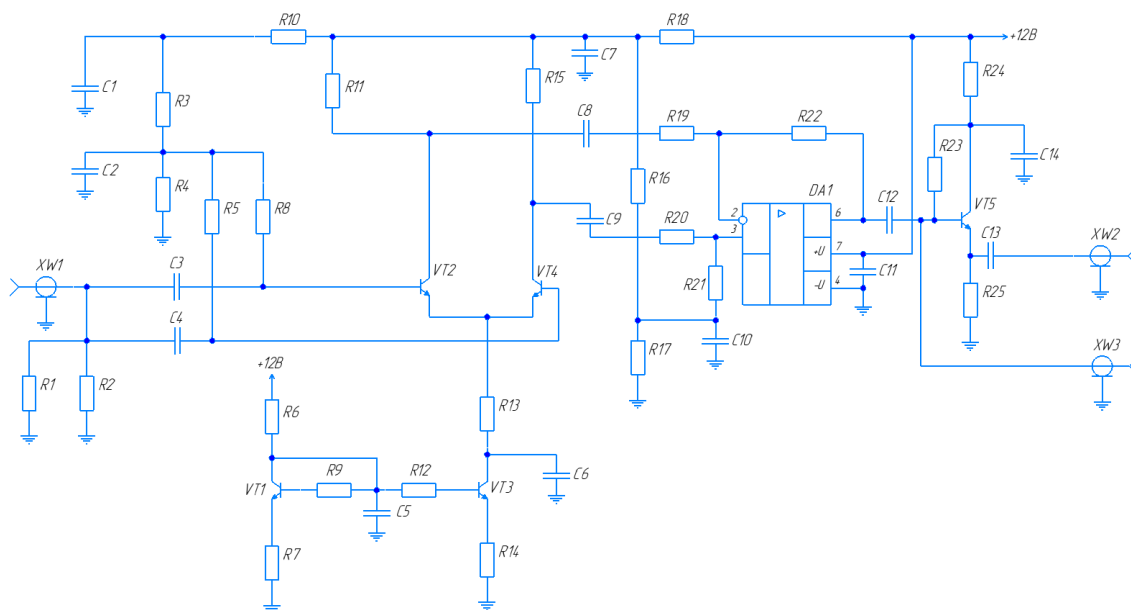 R10
R18
+12В
C7
R24
R15
R11
C1
R3
C8
R19
R22
R23
C14
C2
R4
R16
R5
R8
DA1
C12
VT5
2
6
3
C9
R20
C13
XW2
XW1
C3
VT2
VT4
+U
7
C11
R21
-U
4
R25
C4
C10
R17
XW3
+12В
R1
R2
R6
R13
R9
R12
C6
VT1
VT3
C5
R7
R14